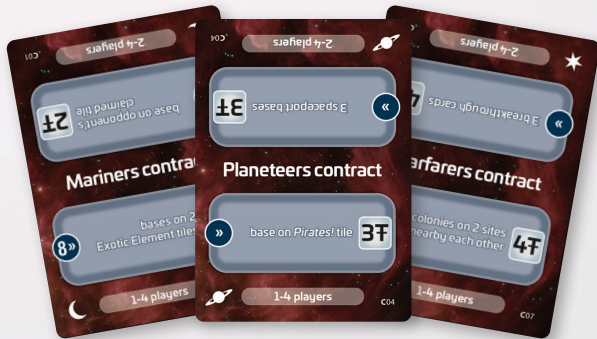 2-4 players
C01
base on opponent's
claimed tile
2Ŧ
Mariners contra
8»
bases on 2
Exotic Element tiles
1-4 players
2-4 players
C04
»
3 spaceport bases
3Ŧ
Planeteers contract
»
base on Pirates! tile
3Ŧ
1-4 players
C04
2-4 players
»
3 breakthrough cards
4
arfarers contract
colonies on 2 sites
nearby each other
4Ŧ
1-4 players
C07